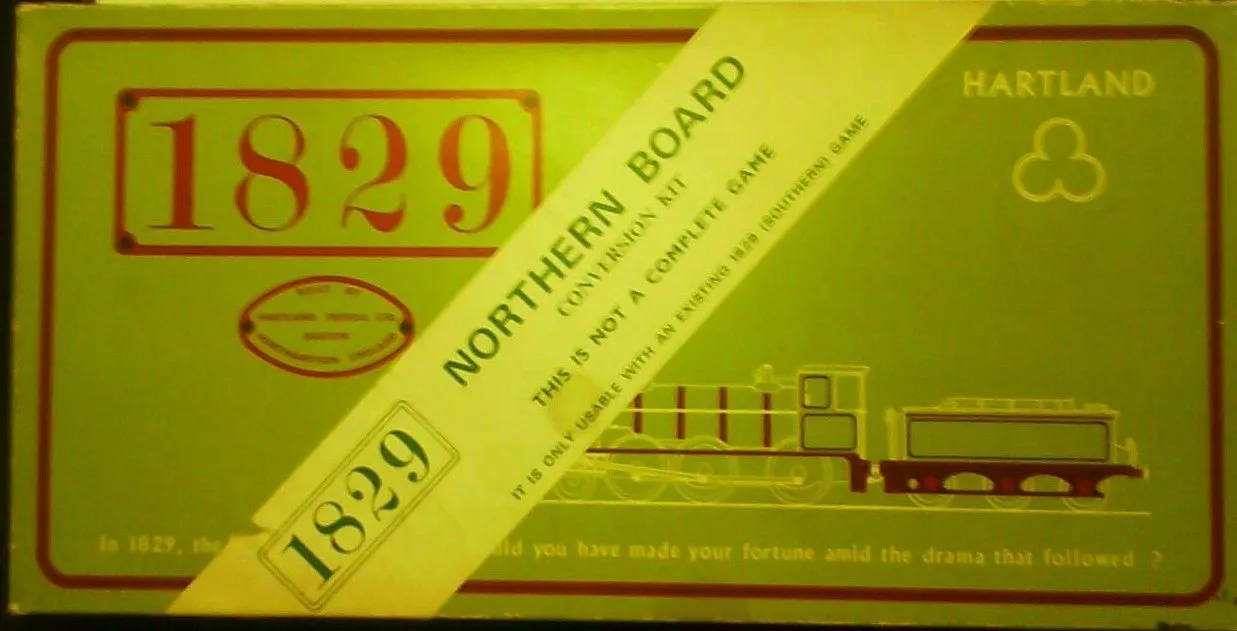 1829
HARTLAND
NORTHERN BOARD
CONVERSION KIT
THIS IS NOT A COMPLETE GAME
IT IS ONLY USABLE WITH AN EXISTING 1829 (SOUTHERN) GAME
1829
In 1829, the
uld you have made your fortune amid the drama that followed ?